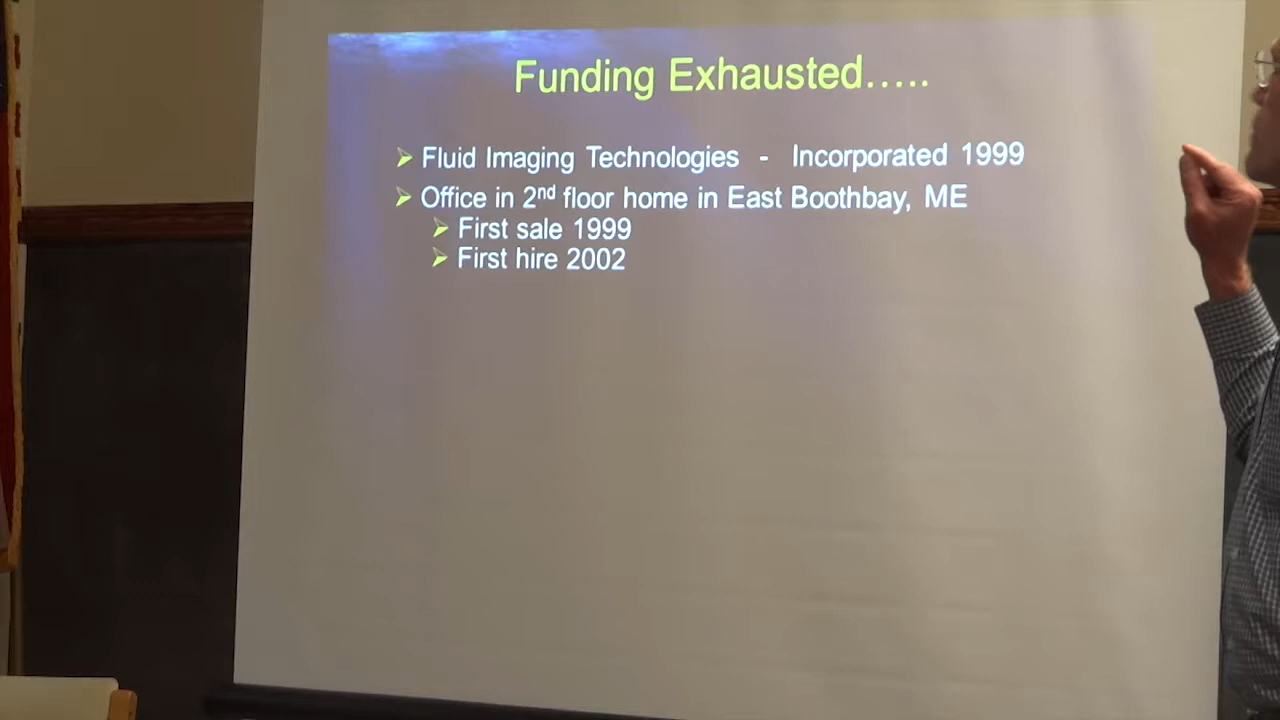 Funding Exhausted.....
Fluid Imaging Technologies - Incorporated 1999
Office in 2nd floor home in East Boothbay, ME
First sale 1999
First hire 2002